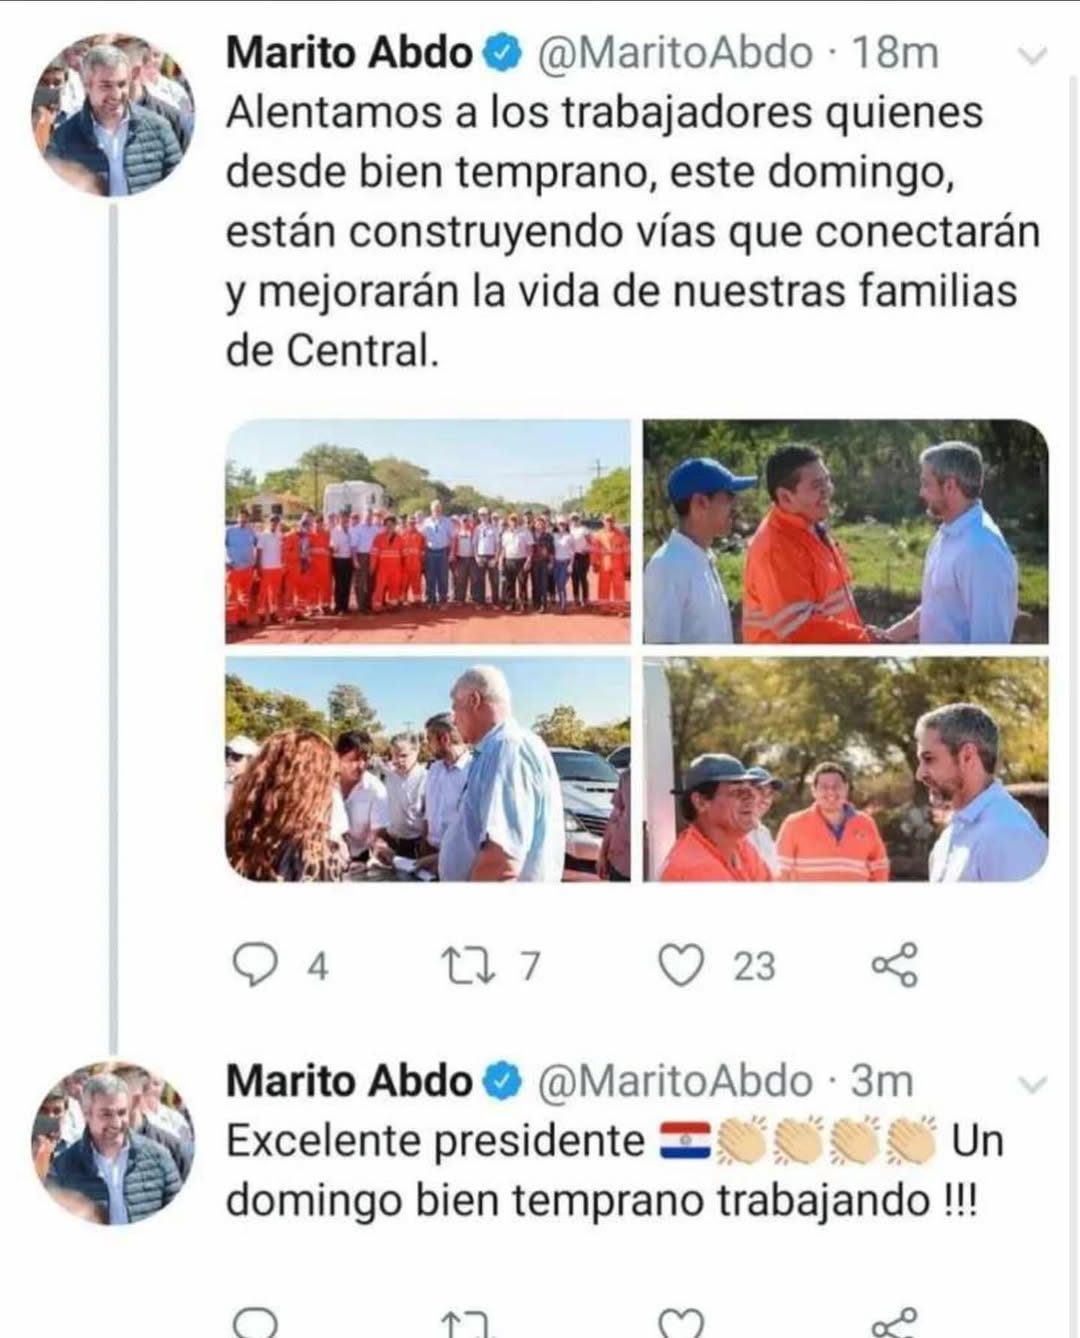 Marito Abdo @MaritoAbdo · 18m
Alentamos a los trabajadores quienes
desde bien temprano, este domingo,
están construyendo vías que conectarán
y mejorarán la vida de nuestras familias
de Central.
4 7 23
Marito Abdo @MaritoAbdo · 3m
Excelente presidente 🇵🇾👏🏼👏🏼👏🏼👏🏼 Un
domingo bien temprano trabajando !!!